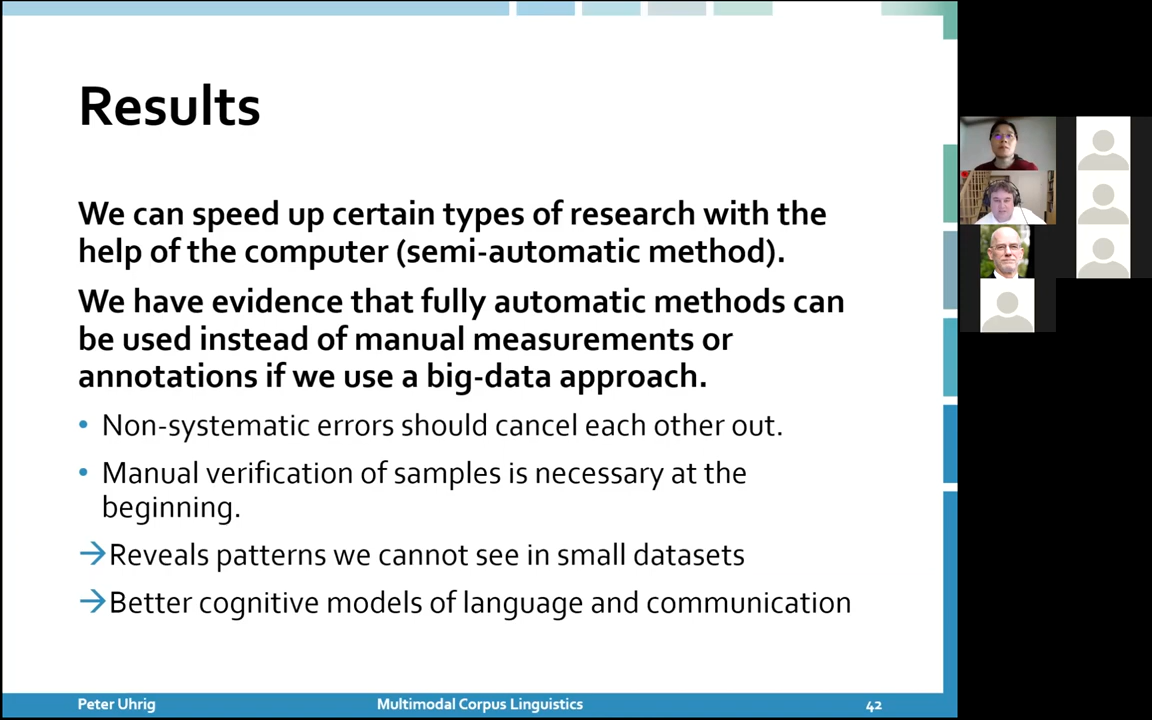 Results
We can speed up certain types of research with the
help of the computer (semi-automatic method).
We have evidence that fully automatic methods can
be used instead of manual measurements or
annotations if we use a big-data approach.
• Non-systematic errors should cancel each other out.
• Manual verification of samples is necessary at the
beginning.
→Reveals patterns we cannot see in small datasets
→Better cognitive models of language and communication
Peter Uhrig Multimodal Corpus Linguistics 42